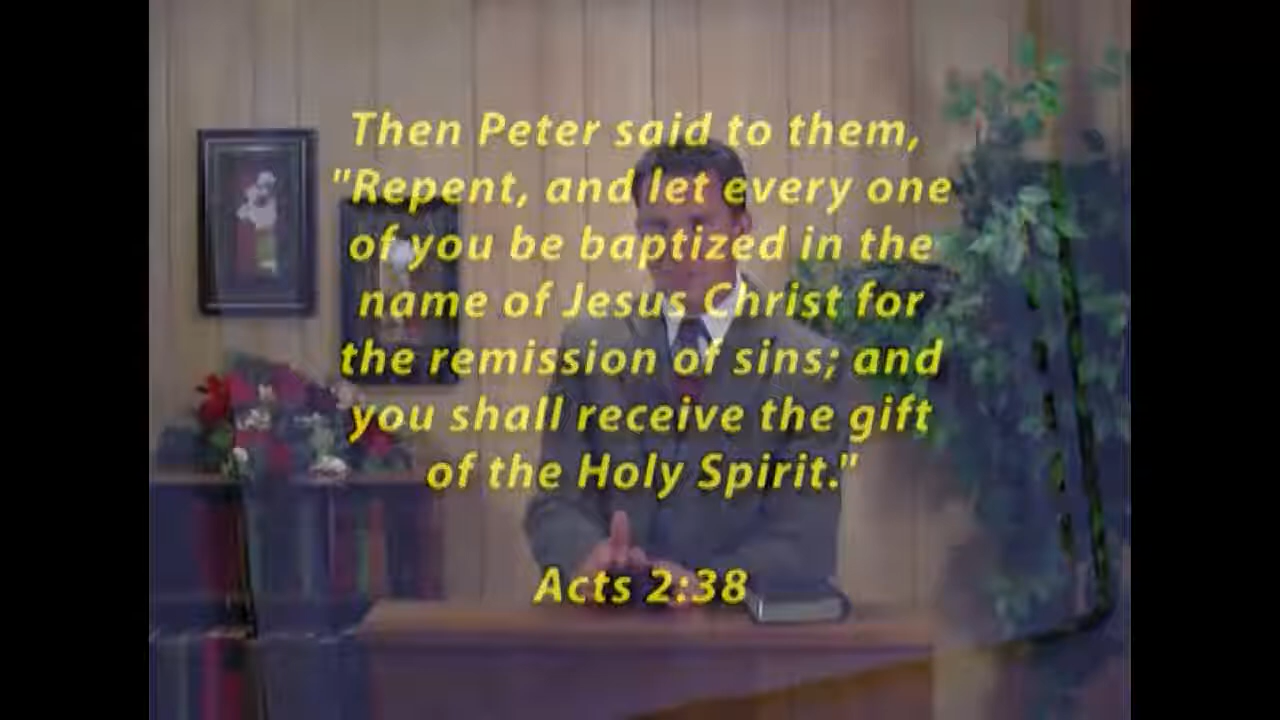 Then Peter said to them,
"Repent, and let every one
of you be baptized in the
name of Jesus Christ for
the remission of sins; and
you shall receive the gift
of the Holy Spirit."
Acts 2:38